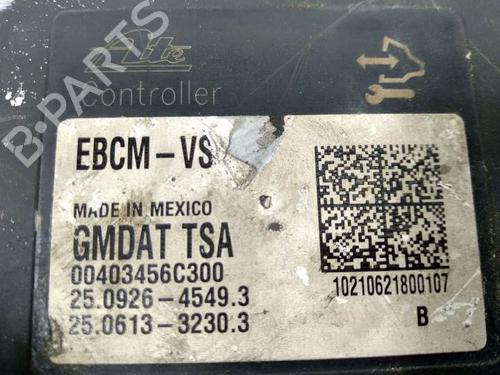 B-PARTS
Ate
Controller
EBCM-VS
MADE IN MEXICO
GMDAT TSA
00403456C300
25.0926-4549.3
25.0613-3230.3
10210621800107
B